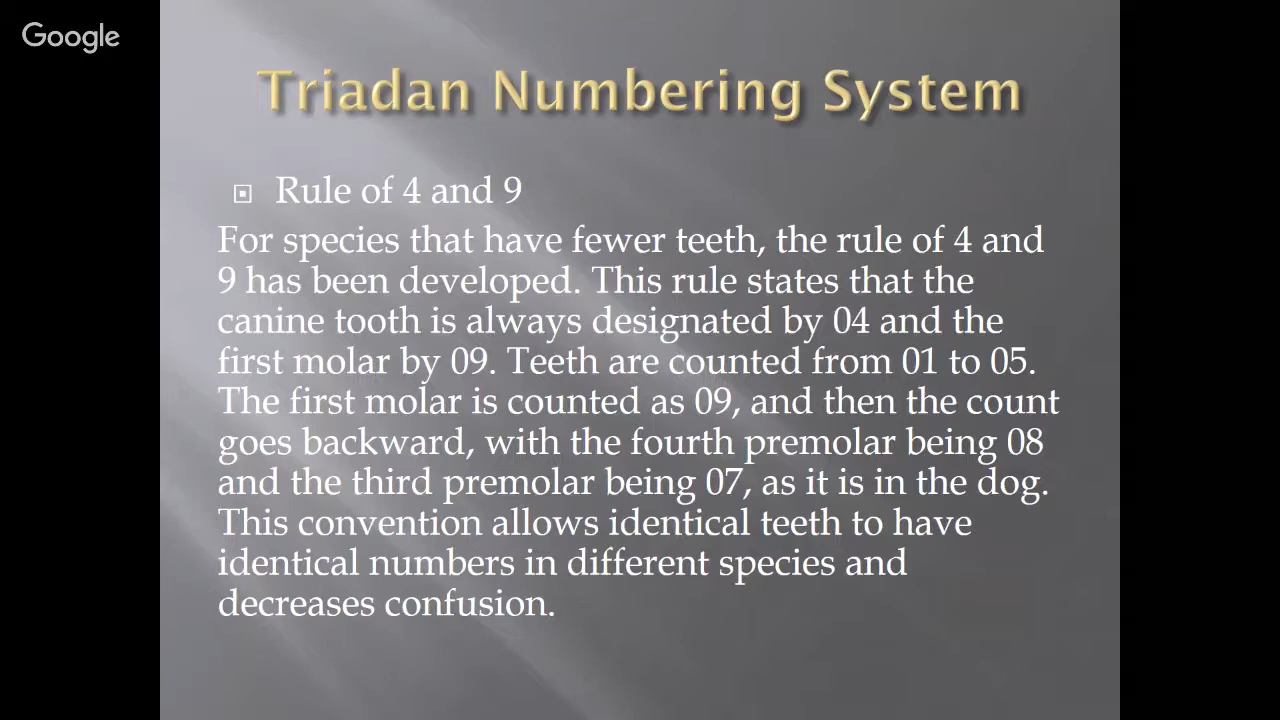 Google
Triadan Numbering System
Rule of 4 and 9
For species that have fewer teeth, the rule of 4 and
9 has been developed. This rule states that the
canine tooth is always designated by 04 and the
first molar by 09. Teeth are counted from 01 to 05.
The first molar is counted as 09, and then the count
goes backward, with the fourth premolar being 08
and the third premolar being 07, as it is in the dog.
This convention allows identical teeth to have
identical numbers in different species and
decreases confusion.